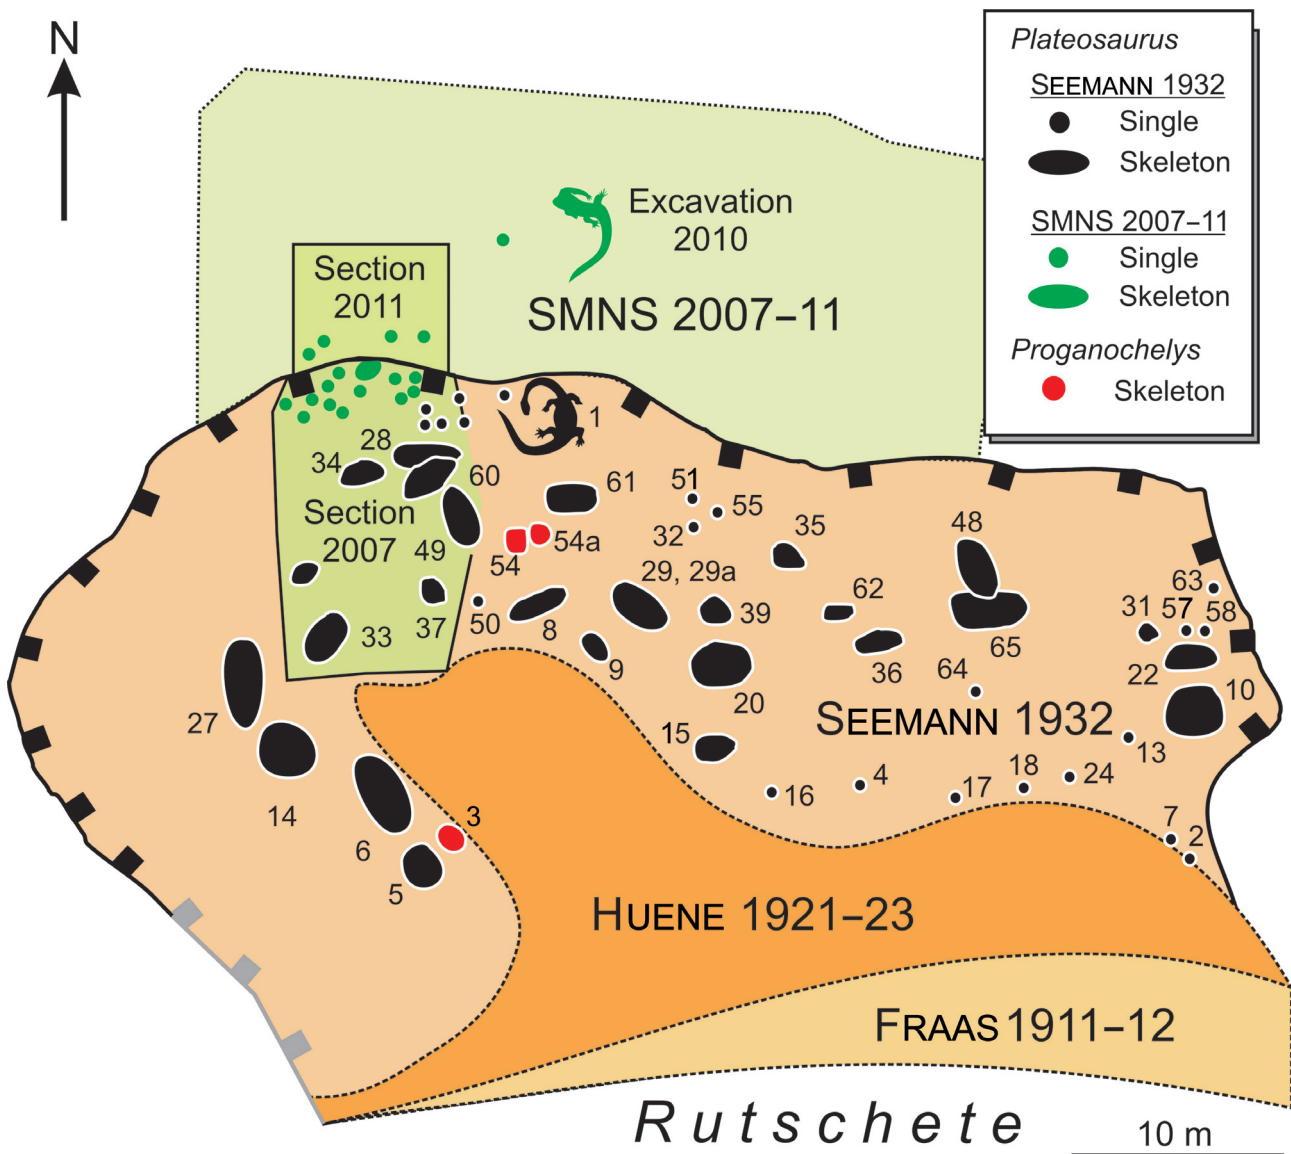 N
Plateosaurus
SEEMANN 1932
Single
Skeleton
SMNS 2007–11
Single
Skeleton
Proganochelys
Skeleton
Excavation
2010
SMNS 2007–11
Section
2011
1
28
34
60
61
51
55
32
Section
2007
49
54
54a
35
48
29, 29a
63
62
39
31
57
58
37
50
8
33
9
36
65
22
64
20
10
27
SEEMANN 1932
15
13
16
4
17
18
24
14
3
7
2
6
5
HUENE 1921–23
FRAAS 1911–12
Rutschete
10 m